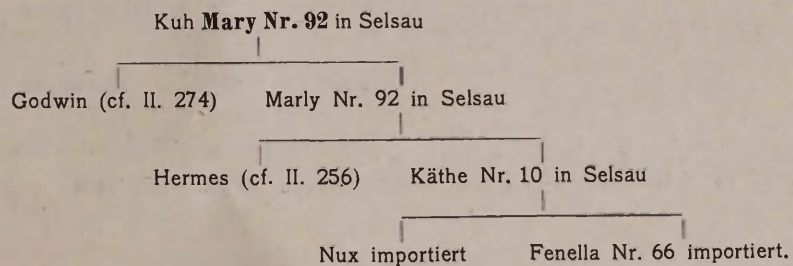 Kuh Mary Nr. 92 in Selsau
Godwin (cf. II. 274) Marly Nr. 92 in Selsau
Hermes (cf. II. 256) Käthe Nr. 10 in Selsau
Nux importiert Fenella Nr. 66 importiert.